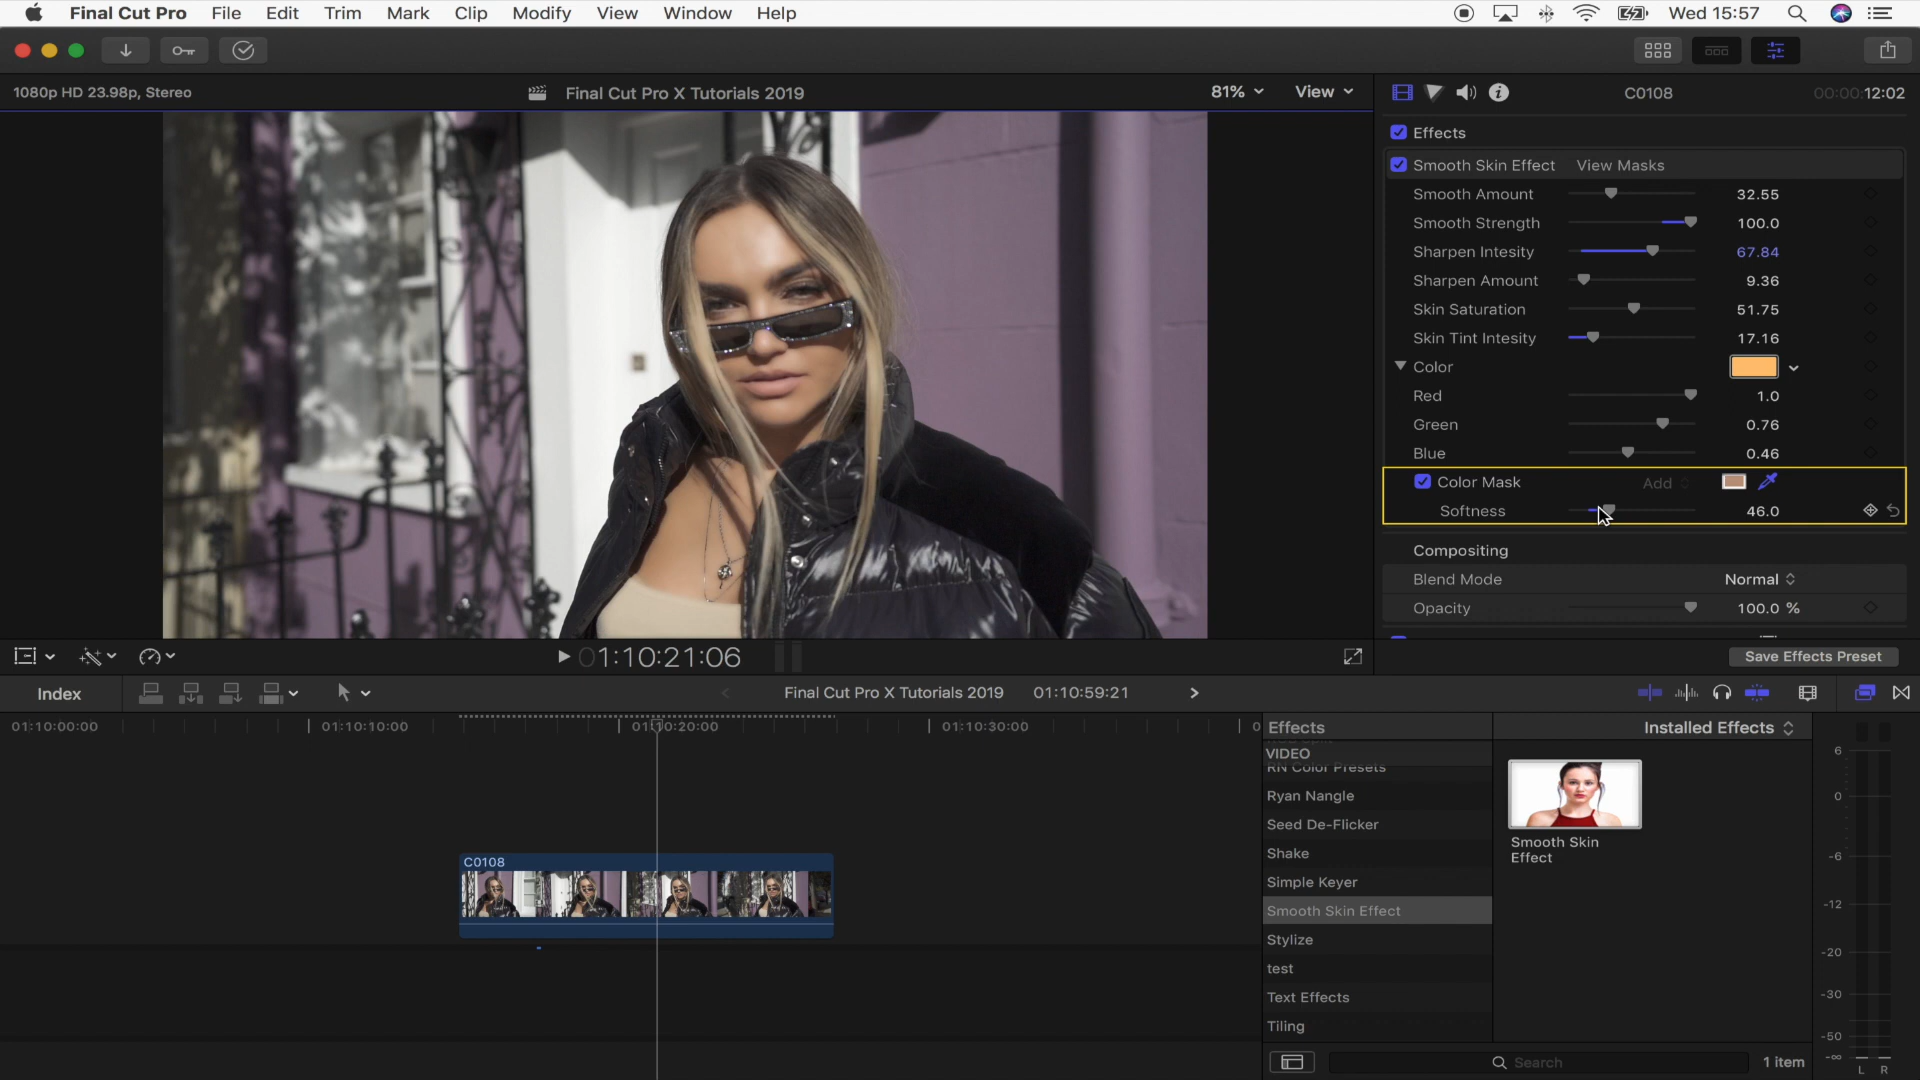 Final Cut Pro File Edit Trim Mark Clip Modify View Window Help Wed 15:57
1080p HD 23.98p, Stereo
Final Cut Pro X Tutorials 2019
81% View
C0108
00:00:12:02
Effects
Smooth Skin Effect View Masks
Smooth Amount 32.55
Smooth Strength 100.0
Sharpen Intesity 67.84
Sharpen Amount 9.36
Skin Saturation 51.75
Skin Tint Intesity 17.16
Color
Red 1.0
Green 0.76
Blue 0.46
Color Mask Add
Softness 46.0
Compositing
Blend Mode Normal
Opacity 100.0 %
01:10:21:06
Save Effects Preset
Index
Final Cut Pro X Tutorials 2019 01:10:59:21
01:10:00:00 01:10:10:00 01:10:20:00 01:10:30:00 0
C0108
Effects
Installed Effects
VIDEO
RN Color Presets
Ryan Nangle
Seed De-Flicker
Shake
Simple Keyer
Smooth Skin Effect
Stylize
test
Text Effects
Tiling
Smooth Skin
Effect
Search
1 item
6
0
-6
-12
-20
-30
-50
-∞
L R